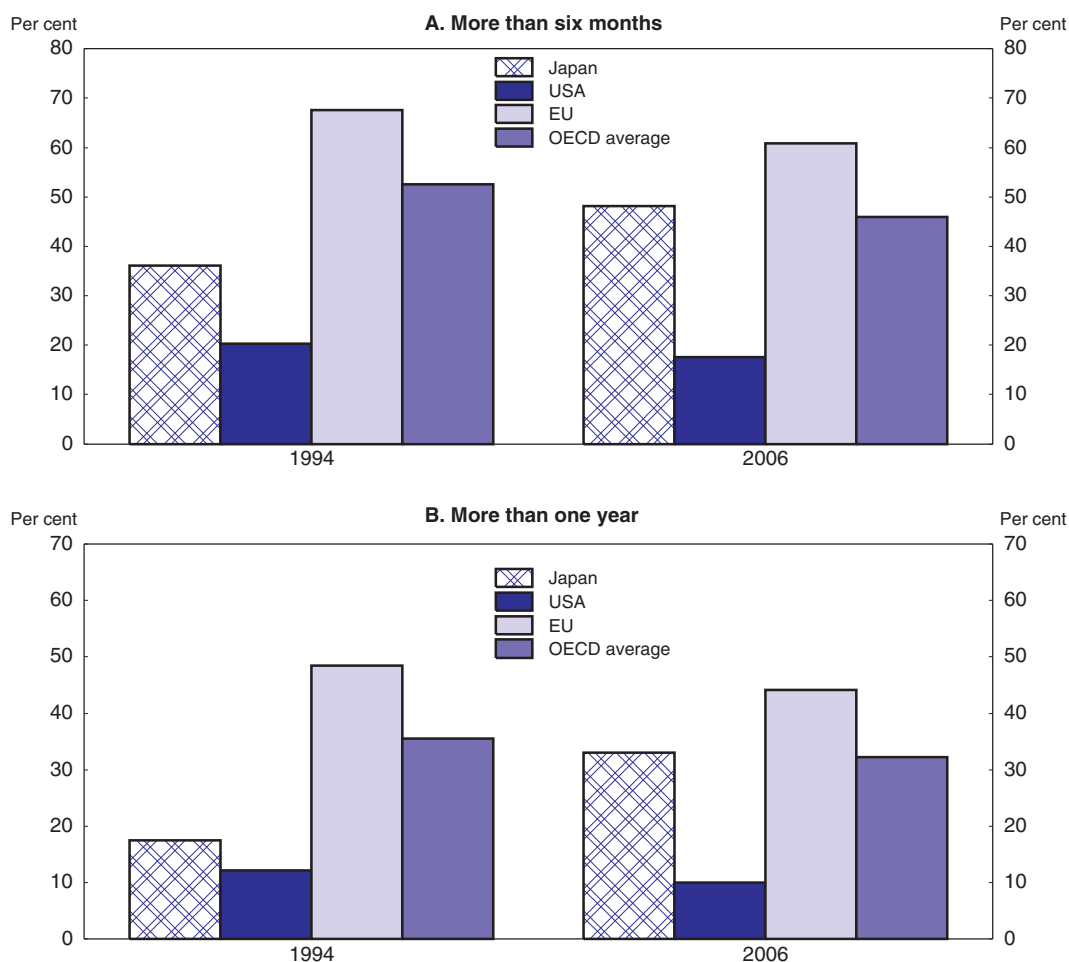 Per cent A. More than six months Per cent
80 80
Japan
70 USA 70
EU
60 OECD average 60
50 50
40 40
30 30
20 20
10 10
0 0
1994 2006
Per cent B. More than one year Per cent
70 70
Japan
60 USA 60
EU
50 OECD average 50
40 40
30 30
20 20
10 10
0 0
1994 2006